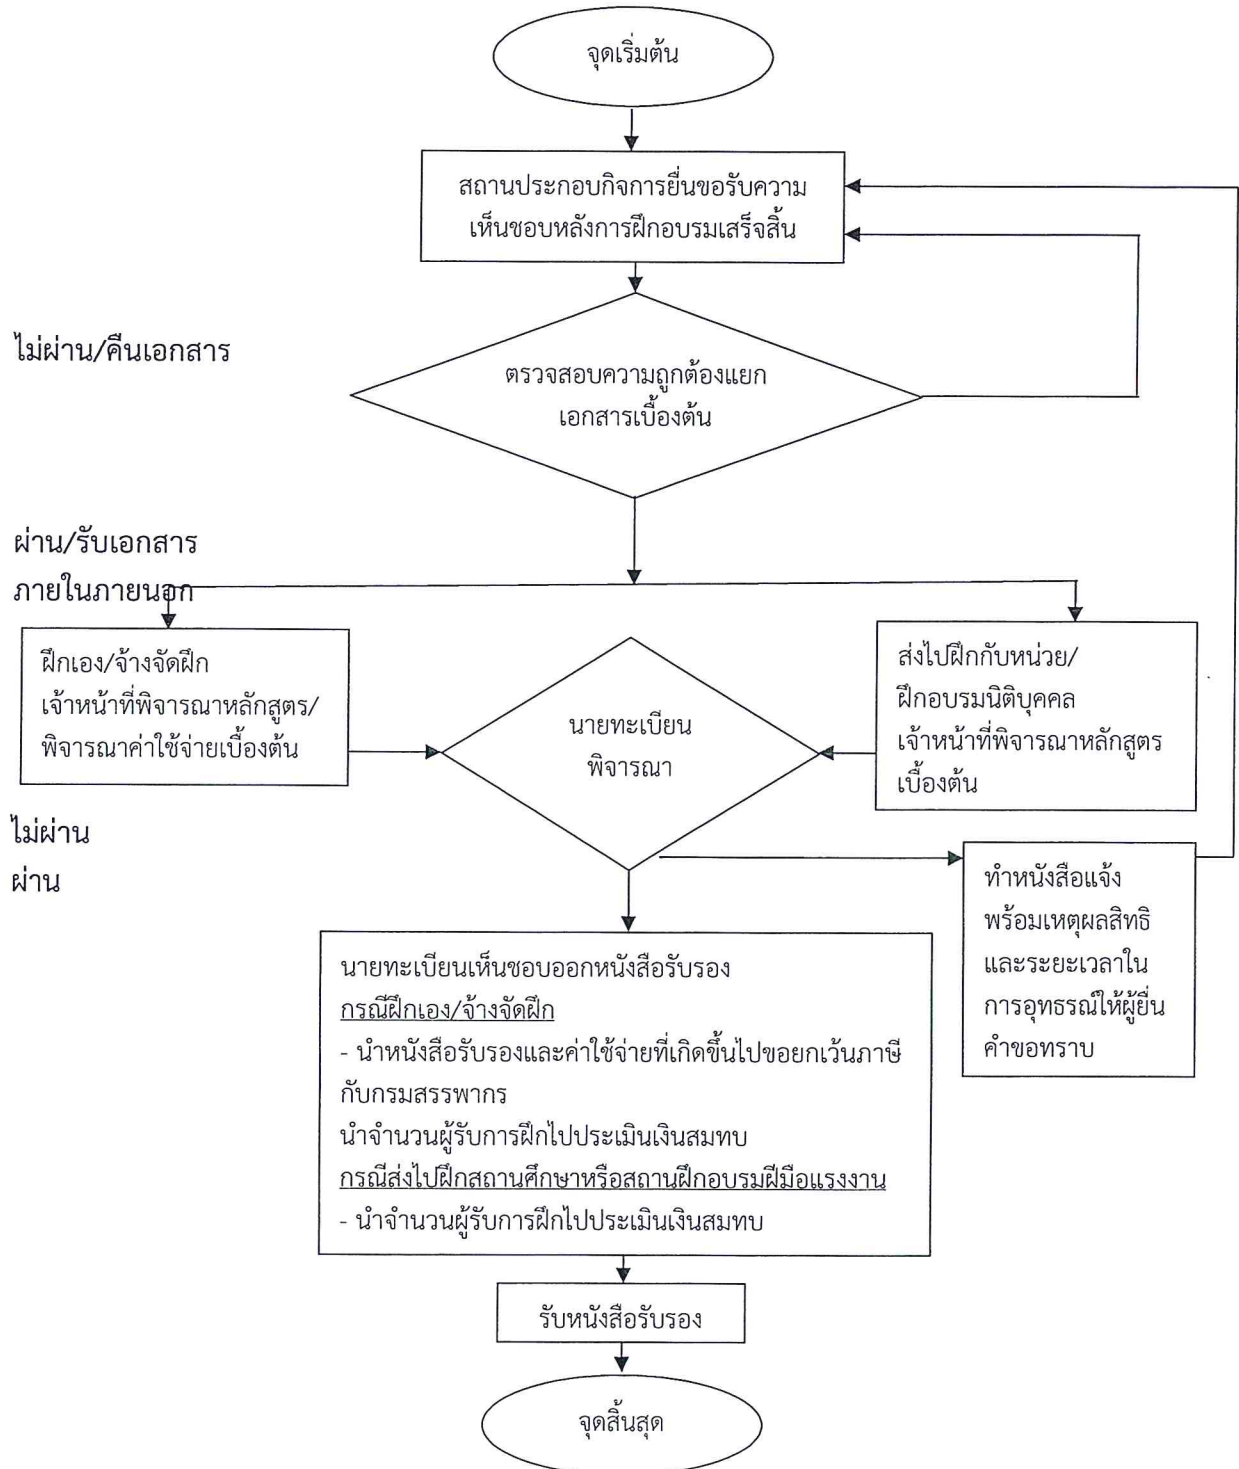 จุดเริ่มต้น
สถานประกอบกิจการยื่นขอรับความ
เห็นชอบหลังการฝึกอบรมเสร็จสิ้น
ไม่ผ่าน/คืนเอกสาร
ตรวจสอบความถูกต้องแยก
เอกสารเบื้องต้น
ผ่าน/รับเอกสาร
ภายในภายนอก
ฝึกเอง/จ้างจัดฝึก
เจ้าหน้าที่พิจารณาหลักสูตร/
พิจารณาค่าใช้จ่ายเบื้องต้น
นายทะเบียน
พิจารณา
ส่งไปฝึกกับหน่วย/
ฝึกอบรมนิติบุคคล
เจ้าหน้าที่พิจารณาหลักสูตร
เบื้องต้น
ไม่ผ่าน
ผ่าน
ทำหนังสือแจ้ง
พร้อมเหตุผลสิทธิ
และระยะเวลาใน
การอุทธรณ์ให้ผู้ยื่น
คำขอทราบ
นายทะเบียนเห็นชอบออกหนังสือรับรอง
กรณีฝึกเอง/จ้างจัดฝึก
- นำหนังสือรับรองและค่าใช้จ่ายที่เกิดขึ้นไปขอยกเว้นภาษี
กับกรมสรรพากร
นำจำนวนผู้รับการฝึกไปประเมินเงินสมทบ
กรณีส่งไปฝึกสถานศึกษาหรือสถานฝึกอบรมฝีมือแรงงาน
- นำจำนวนผู้รับการฝึกไปประเมินเงินสมทบ
รับหนังสือรับรอง
จุดสิ้นสุด